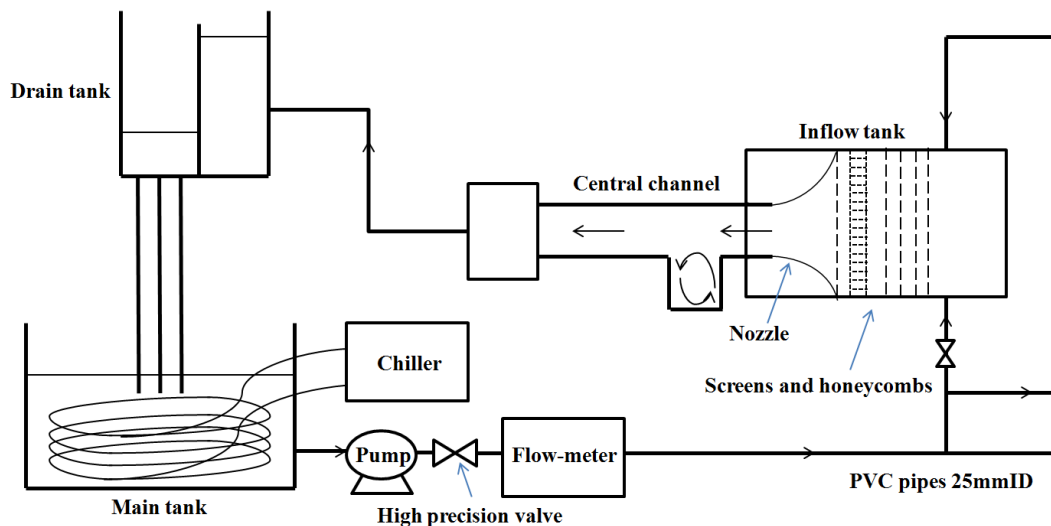 Drain tank
Inflow tank
Central channel
Nozzle
Chiller
Screens and honeycombs
Pump
Flow-meter
PVC pipes 25mmID
Main tank
High precision valve